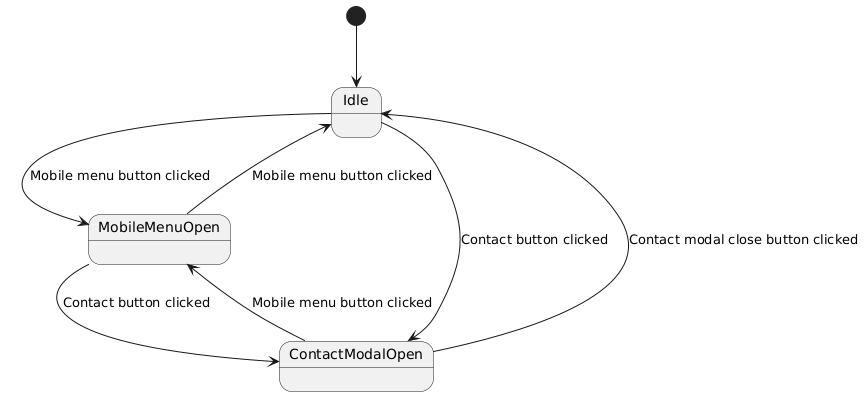 Idle
Mobile menu button clicked
Mobile menu button clicked
MobileMenuOpen
Contact button clicked
Contact modal close button clicked
Contact button clicked
Mobile menu button clicked
ContactModalOpen